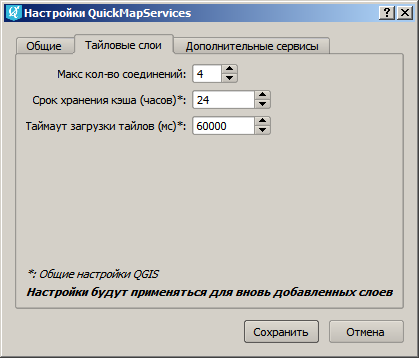 Настройки QuickMapServices
Общие
Тайловые слои
Дополнительные сервисы
Макс кол-во соединений: 4
Срок хранения кэша (часов)*: 24
Таймаут загрузки тайлов (мс)*: 60000
*: Общие настройки QGIS
Настройки будут применяться для вновь добавленных слоев
Сохранить
Отмена